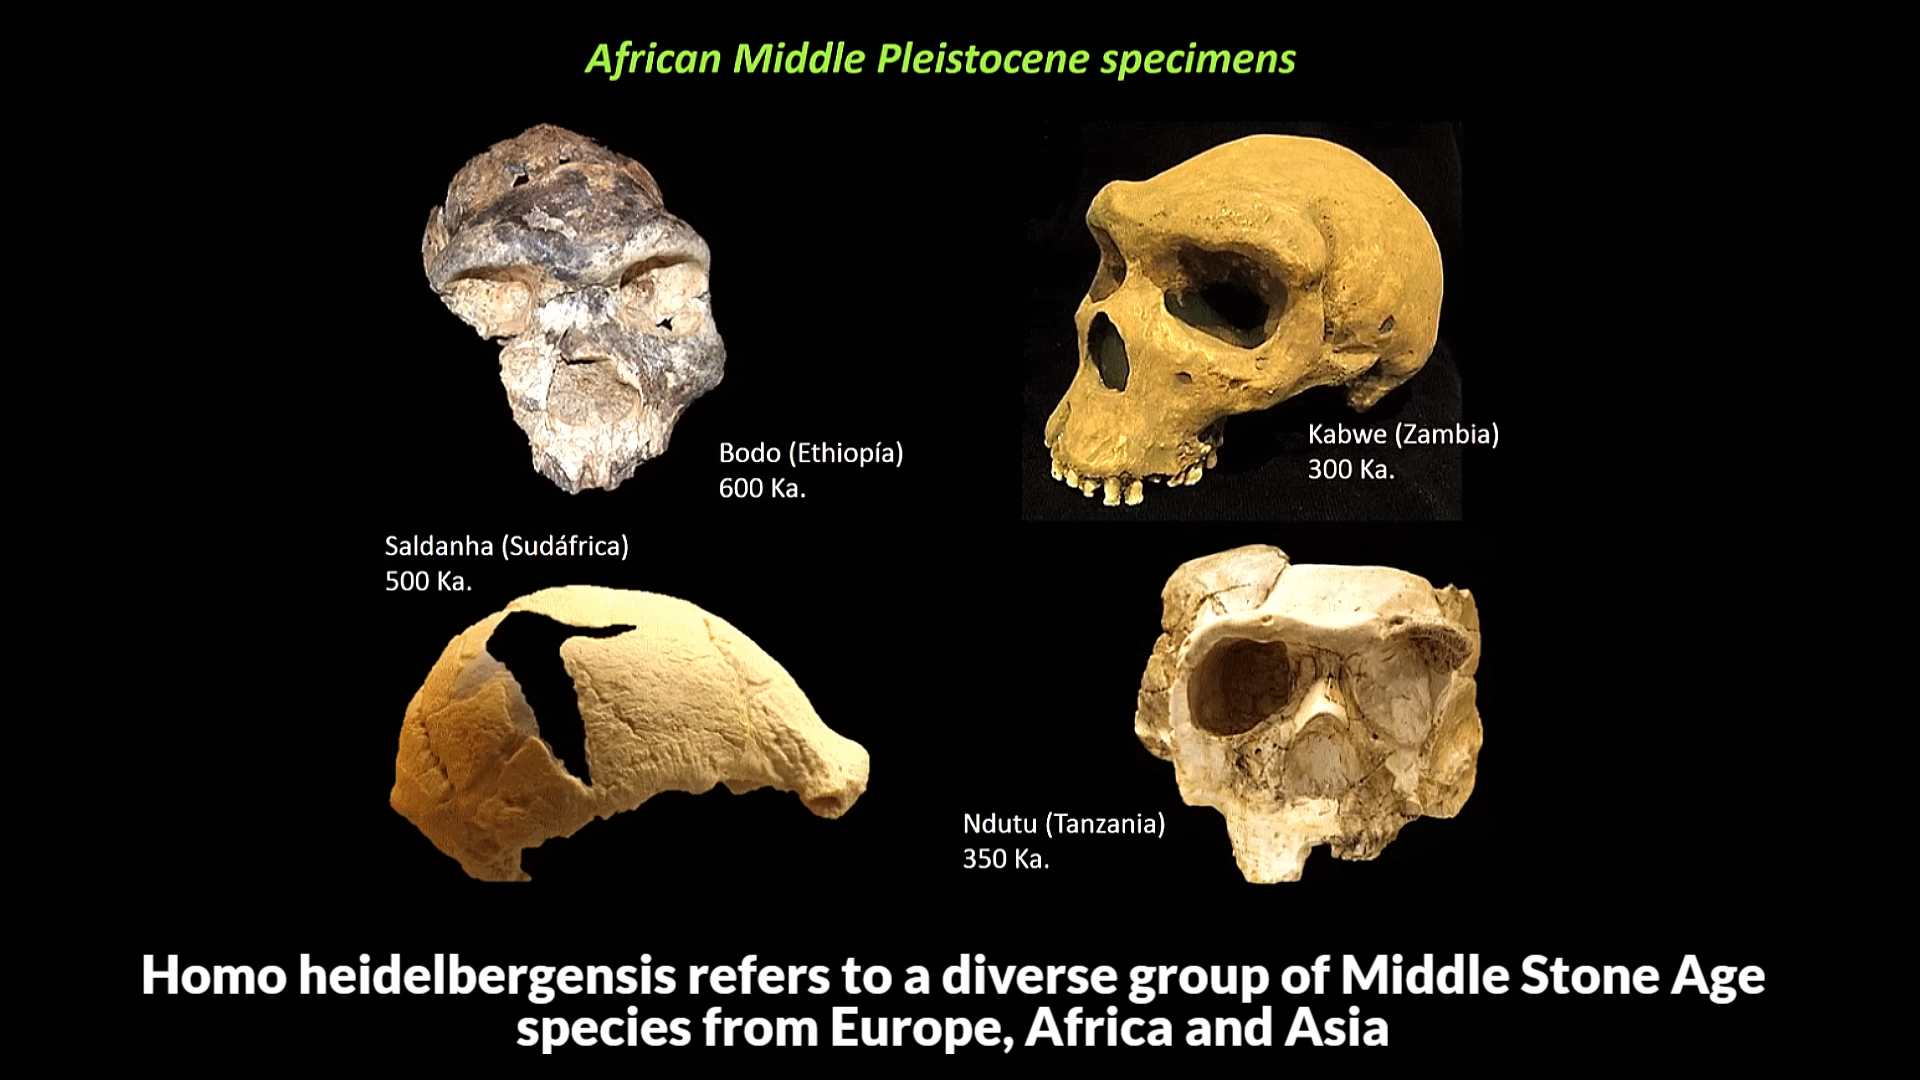 African Middle Pleistocene specimens
Bodo (Ethiopía)
600 Ka.
Kabwe (Zambia)
300 Ka.
Saldanha (Sudáfrica)
500 Ka.
Ndutu (Tanzania)
350 Ka.
Homo heidelbergensis refers to a diverse group of Middle Stone Age
species from Europe, Africa and Asia